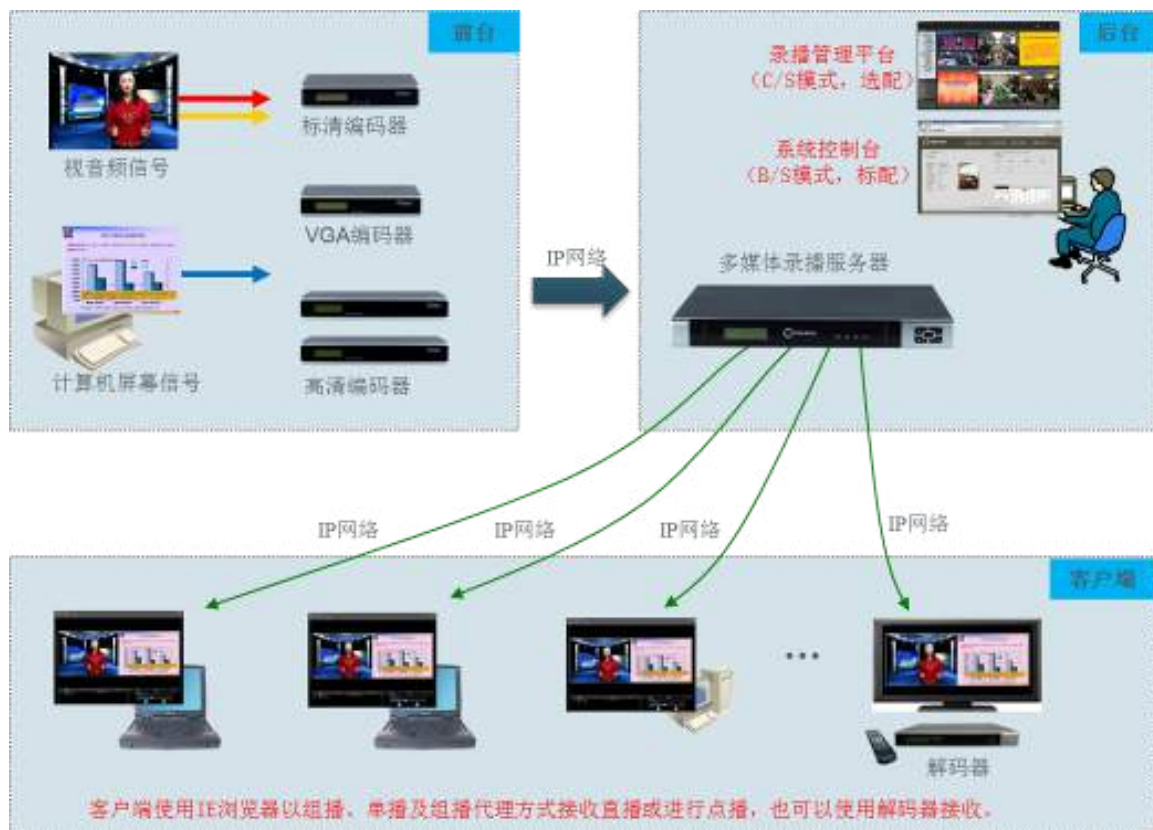 前台
视音频信号
标清编码器
VGA编码器
计算机屏幕信号
高清编码器
IP网络
后台
录播管理平台
（C/S模式，选配）
系统控制台
（B/S模式，标配）
多媒体录播服务器
IP网络
IP网络
IP网络
IP网络
客户端
解码器
客户端使用IE浏览器以组播、单播及组播代理方式接收直播或进行点播，也可以使用解码器接收。